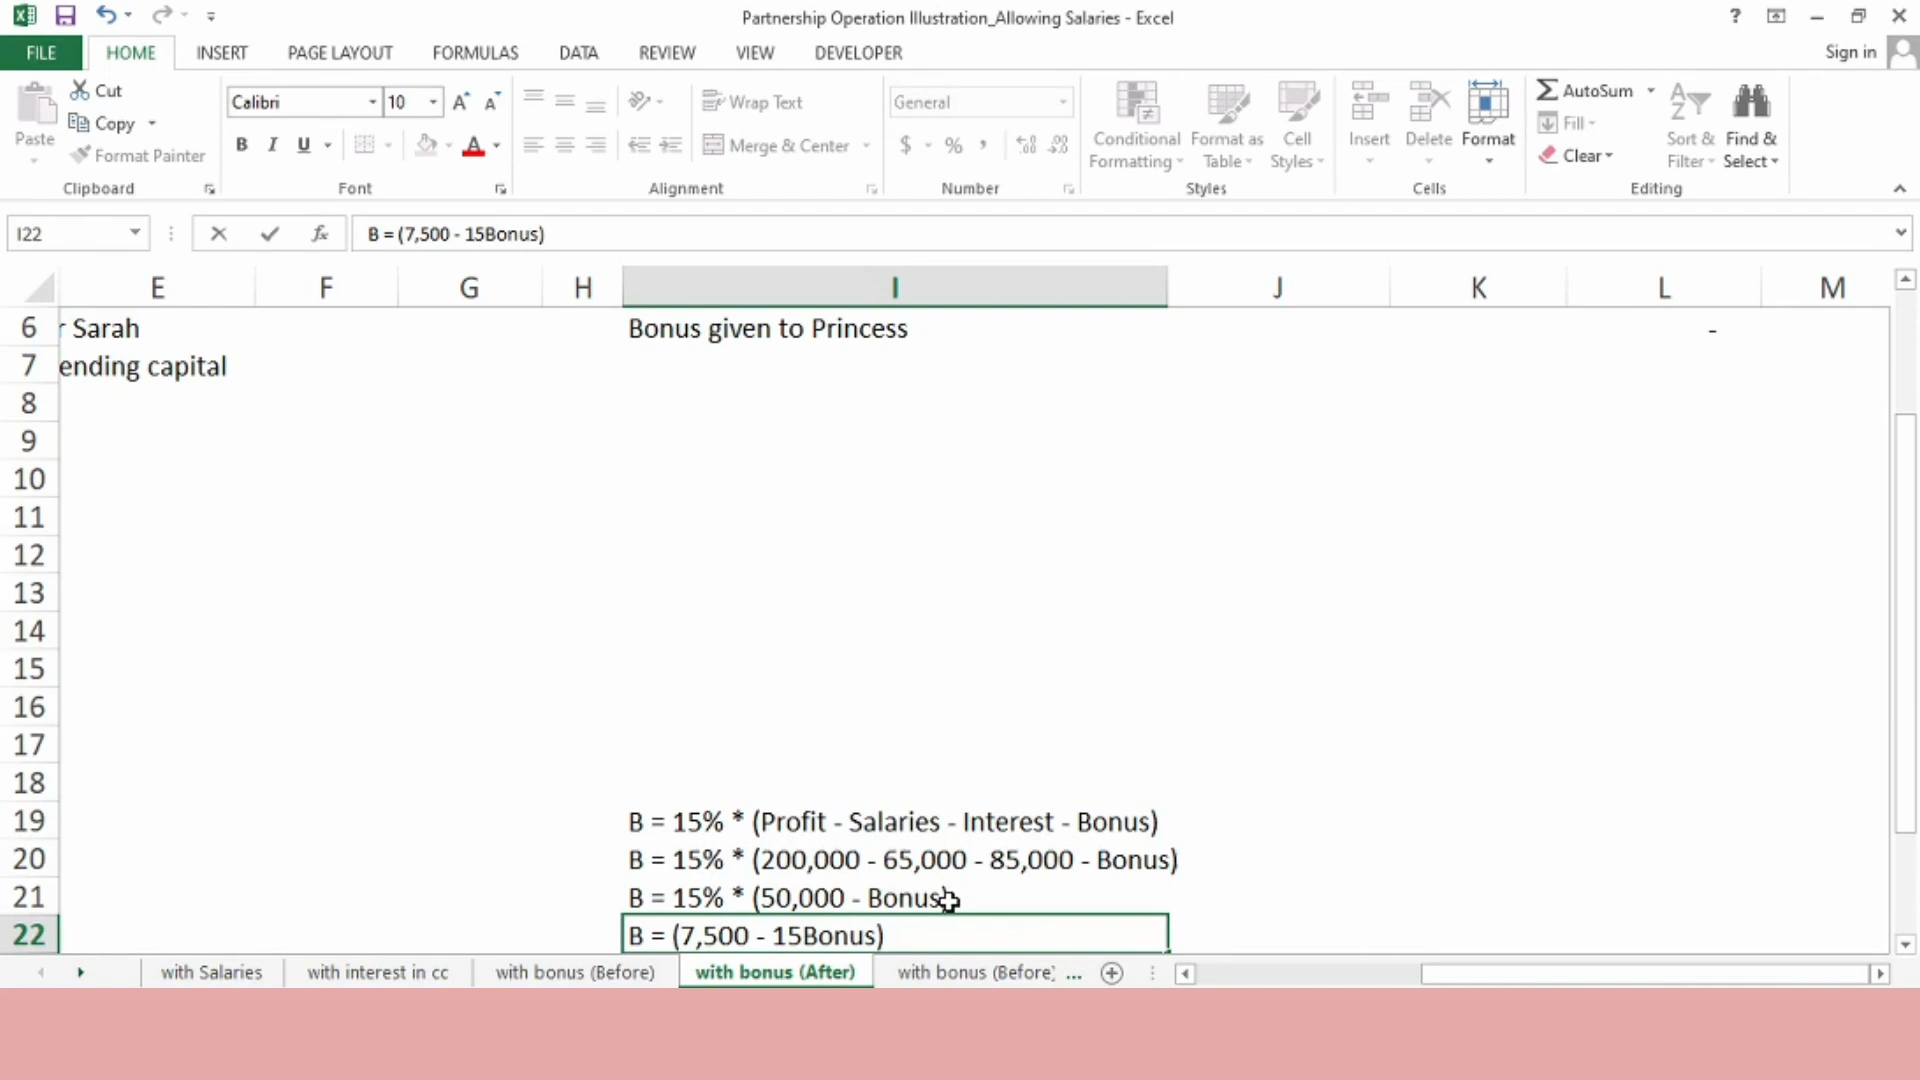 Partnership Operation Illustration_Allowing Salaries - Excel
?
FILE HOME INSERT PAGE LAYOUT FORMULAS DATA REVIEW VIEW DEVELOPER Sign in
Paste
Cut
Copy
Format Painter
Clipboard
Calibri 10 A A
B I U A
Font
Wrap Text
Merge & Center
Alignment
General
$ % ,
Number
Conditional Formatting
Format as Table
Cell Styles
Styles
Insert Delete Format
Cells
AutoSum
Fill
Clear
Sort & Filter
Find & Select
Editing
I22 fx B = (7,500 - 15Bonus)
E F G H I J K L M
6 r Sarah Bonus given to Princess -
7 ending capital
8
9
10
11
12
13
14
15
16
17
18
19 B = 15% * (Profit - Salaries - Interest - Bonus)
20 B = 15% * (200,000 - 65,000 - 85,000 - Bonus)
21 B = 15% * (50,000 - Bonus)
22 B = (7,500 - 15Bonus)
with Salaries with interest in cc with bonus (Before) with bonus (After) with bonus (Before) ...